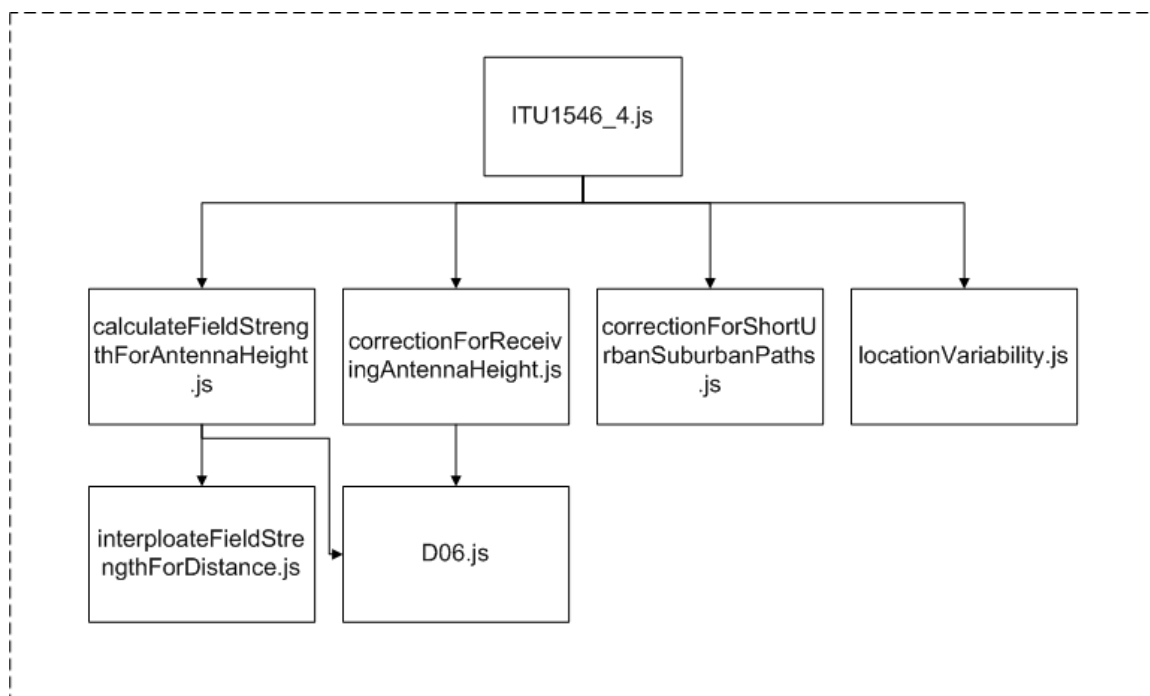 ITU1546_4.js
calculateFieldStreng
thForAntennaHeight
.js
correctionForReceiv
ingAntennaHeight.js
correctionForShortU
rbanSuburbanPaths
.js
locationVariability.js
interploateFieldStre
ngthForDistance.js
D06.js